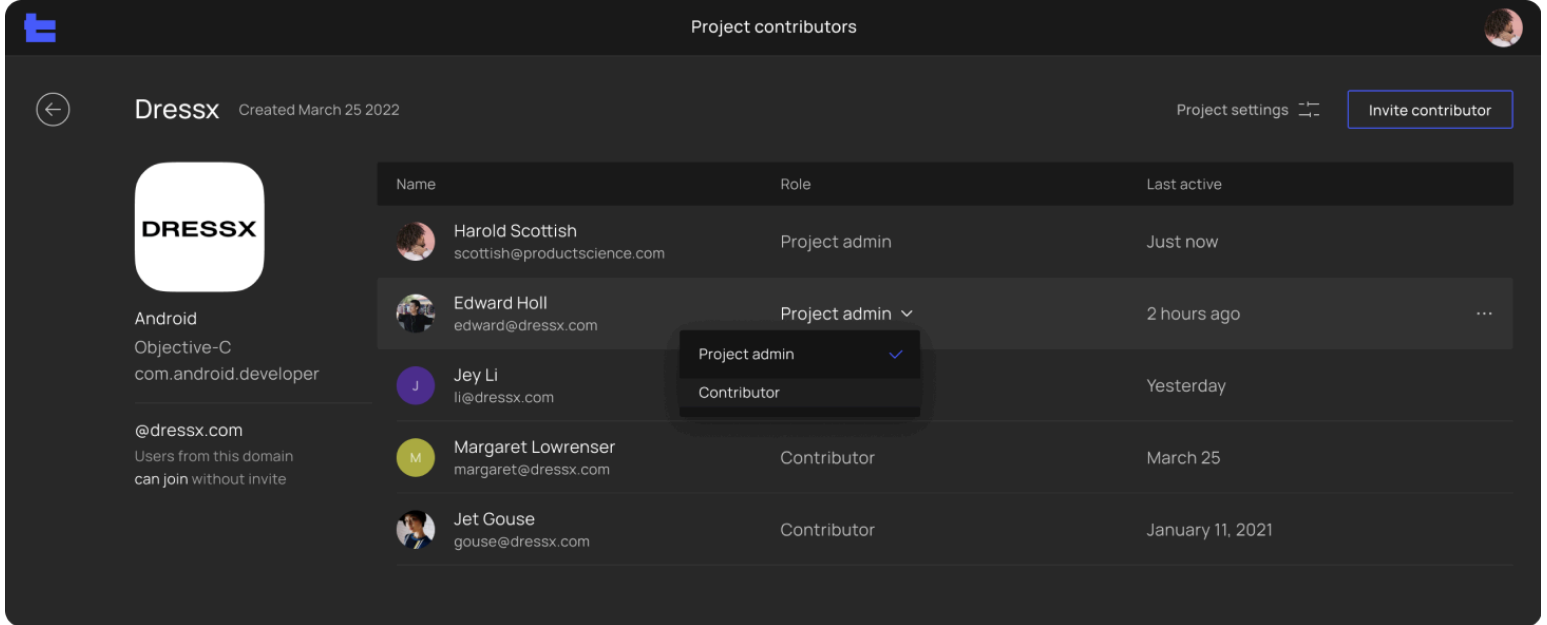 Project contributors
Dressx Created March 25 2022
Project settings
Invite contributor
DRESSX
Android
Objective-C
com.android.developer
@dressx.com
Users from this domain
can join without invite
Name Role Last active
Harold Scottish
scottish@productscience.com
Project admin
Just now
Edward Holl
edward@dressx.com
Project admin
2 hours ago
Project admin
Contributor
J
Jey Li
li@dressx.com
Yesterday
M
Margaret Lowrenser
margaret@dressx.com
Contributor
March 25
Jet Gouse
gouse@dressx.com
Contributor
January 11, 2021